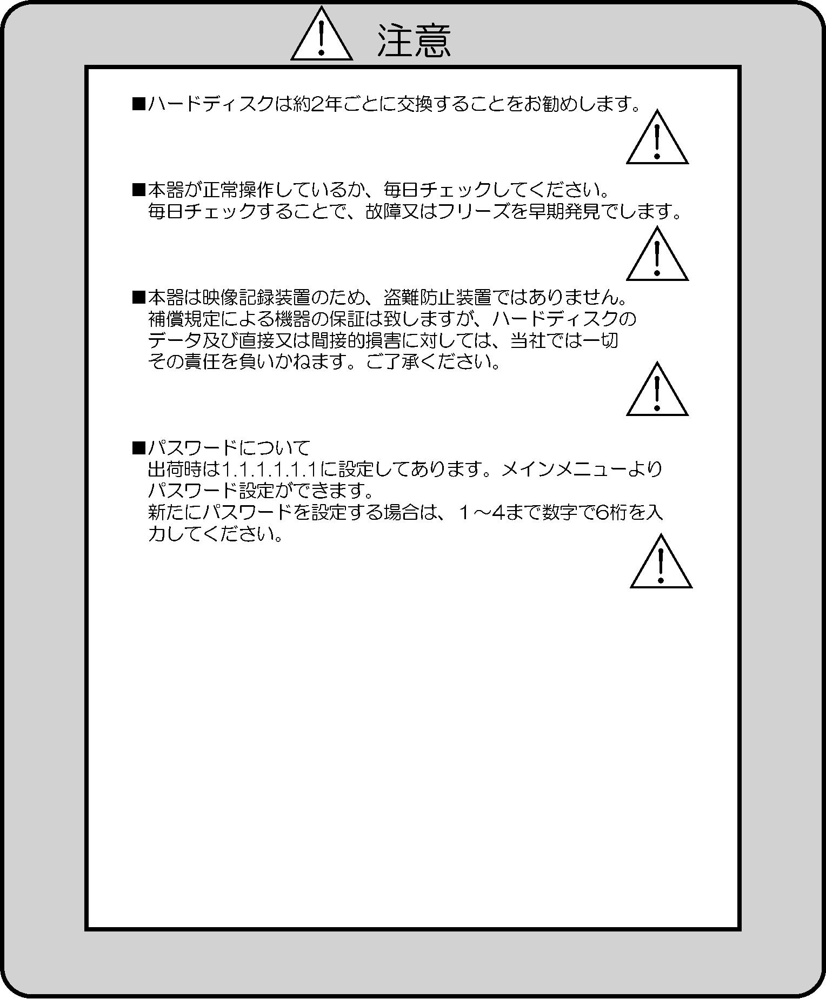 注意
■ハードディスクは約2年ごとに交換することをお勧めします。
■本器が正常操作しているか、毎日チェックしてください。
毎日チェックすることで、故障又はフリーズを早期発見でします。
■本器は映像記録装置のため、盗難防止装置ではありません。
補償規定による機器の保証は致しますが、ハードディスクの
データ及び直接又は間接的損害に対しては、当社では一切
その責任を負いかねます。ご了承ください。
■パスワードについて
出荷時は1.1.1.1.1.1に設定してあります。メインメニューより
パスワード設定ができます。
新たにパスワードを設定する場合は、１～4まで数字で6桁を入
力してください。